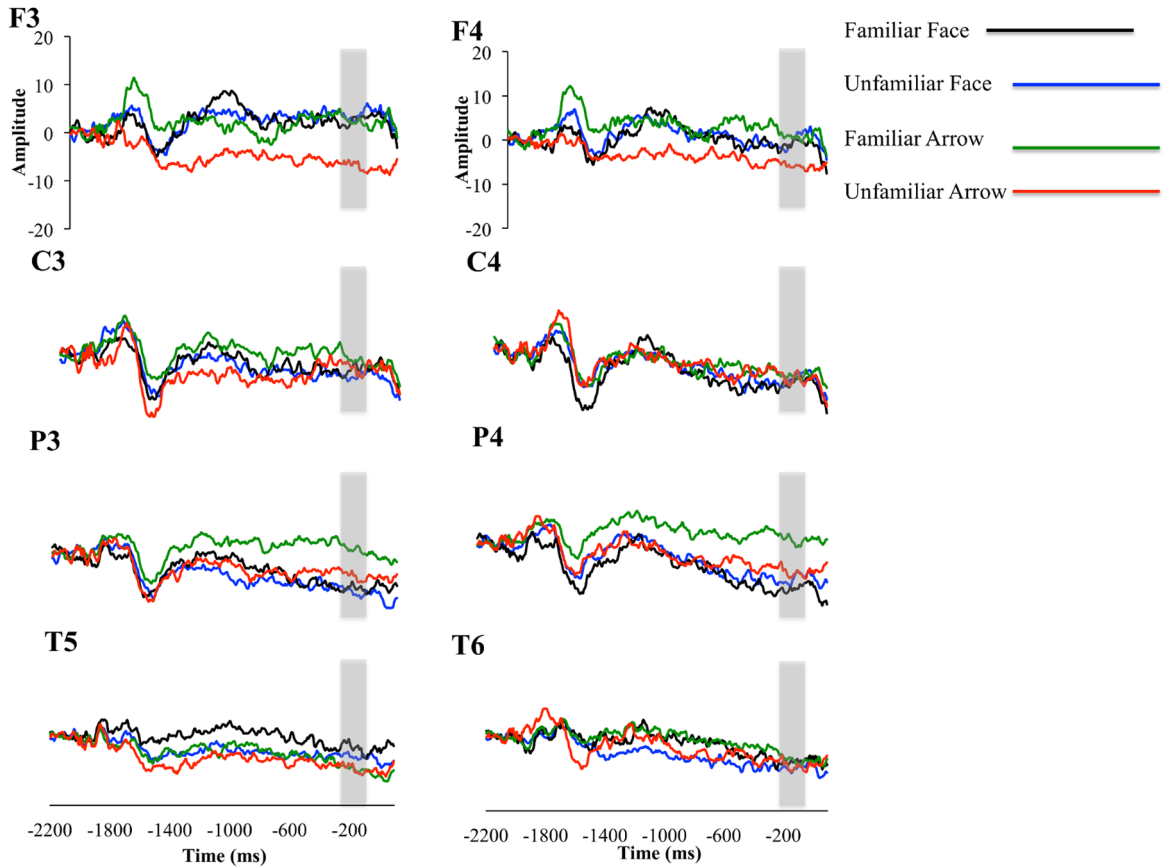 F3
20
10
0
-10
-20
Amplitude
F4
20
10
0
-10
-20
Amplitude
Familiar Face
Unfamiliar Face
Familiar Arrow
Unfamiliar Arrow
C3
C4
P3
P4
T5
T6
-2200 -1800 -1400 -1000 -600 -200
Time (ms)
-2200 -1800 -1400 -1000 -600 -200
Time (ms)